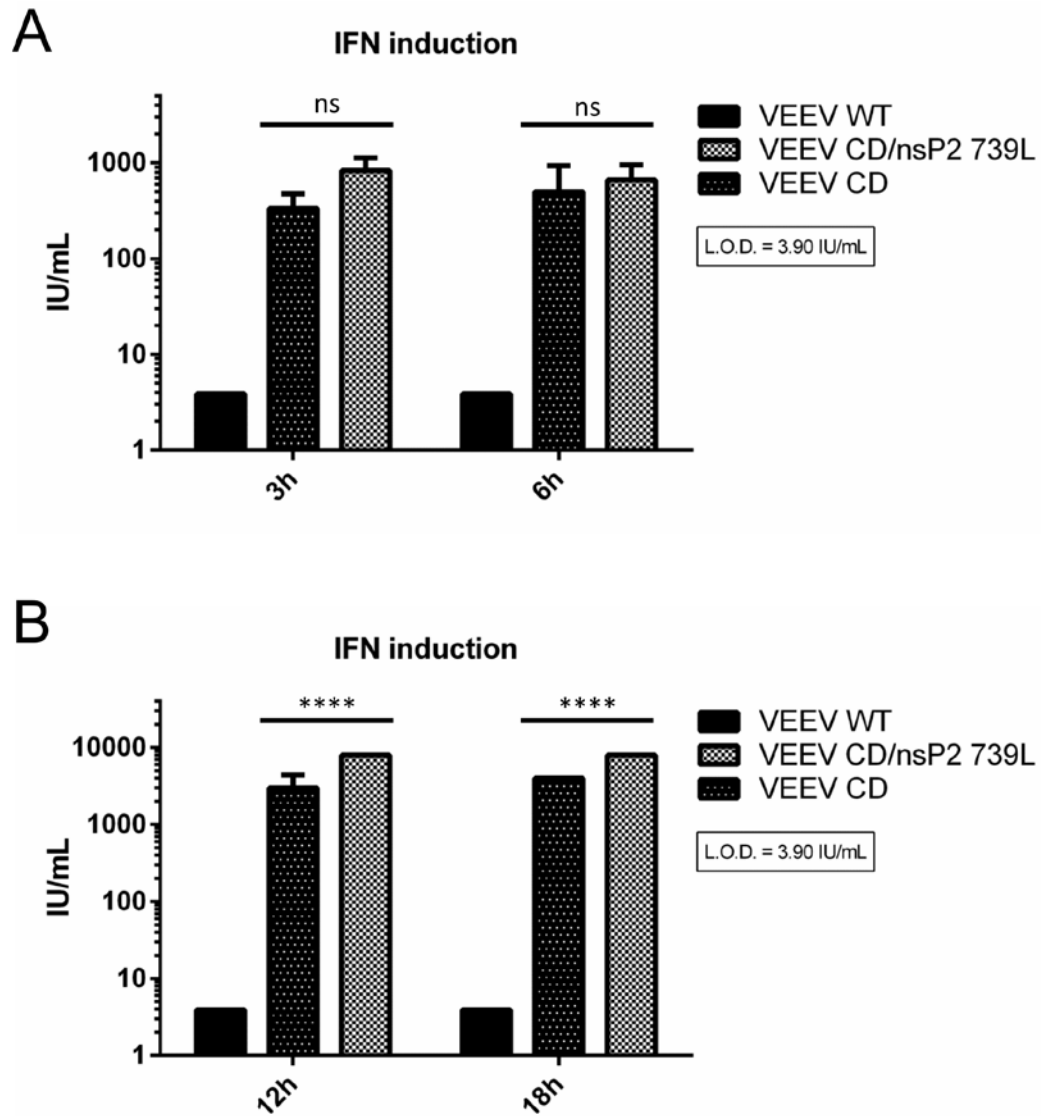 A
IFN induction
ns
ns
VEEV WT
VEEV CD/nsP2 739L
VEEV CD
L.O.D. = 3.90 IU/mL
IU/mL
1000
100
10
1
3h
6h
B
IFN induction
****
****
VEEV WT
VEEV CD/nsP2 739L
VEEV CD
L.O.D. = 3.90 IU/mL
IU/mL
10000
1000
100
10
1
12h
18h